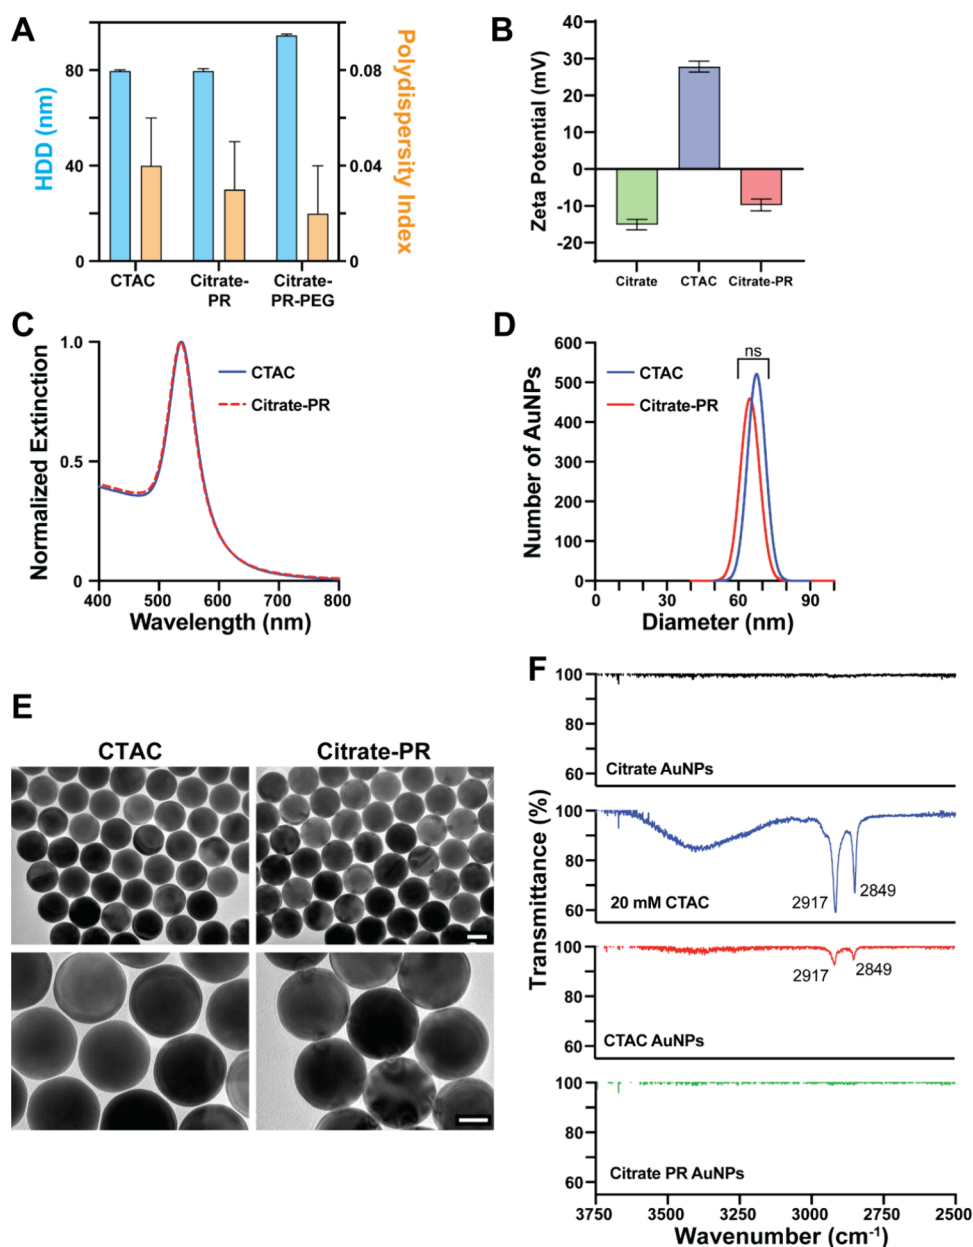 A
HDD (nm)
80
40
0
0.08
0.04
0
Polydispersity Index
CTAC
Citrate-
PR
Citrate-
PR-PEG
B
Zeta Potential (mV)
40
30
20
10
0
-10
-20
Citrate
CTAC
Citrate-PR
C
Normalized Extinction
1.0
0.5
0
CTAC
Citrate-PR
400
500
600
700
800
Wavelength (nm)
D
Number of AuNPs
600
500
400
300
200
100
0
ns
CTAC
Citrate-PR
0
30
60
90
Diameter (nm)
E
CTAC
Citrate-PR
F
Transmittance (%)
100
80
60
Citrate AuNPs
100
80
60
20 mM CTAC
2917
2849
100
80
60
CTAC AuNPs
2917
2849
100
80
60
Citrate PR AuNPs
3750
3500
3250
3000
2750
2500
Wavenumber (cm⁻¹)